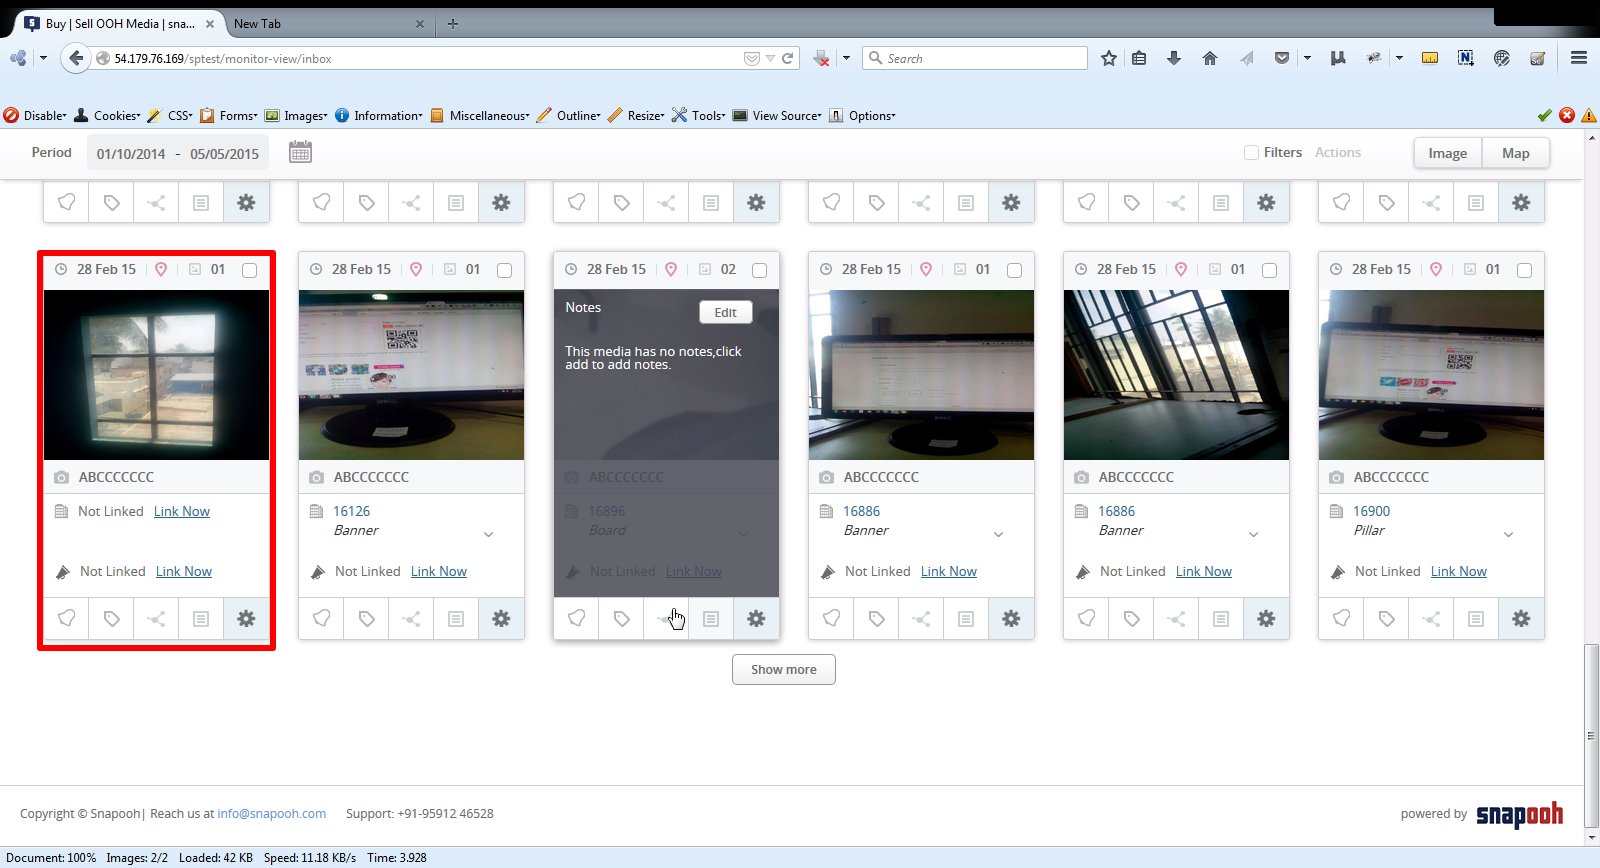 Buy | Sell OOH Media | sna...
New Tab
54.179.76.169/sptest/monitor-view/inbox
Search
Disable Cookies CSS Forms Images Information Miscellaneous Outline Resize Tools View Source Options
Period 01/10/2014 - 05/05/2015 Filters Actions Image Map
28 Feb 15 01 28 Feb 15 01 28 Feb 15 02 28 Feb 15 01 28 Feb 15 01 28 Feb 15 01
Notes Edit
This media has no notes,click
add to add notes.
ABCCCCCCC ABCCCCCCC ABCCCCCCC ABCCCCCCC ABCCCCCCC ABCCCCCCC
Not Linked Link Now 16126 16896 16886 16886 16900
Banner Board Banner Banner Pillar
Not Linked Link Now Not Linked Link Now Not Linked Link Now Not Linked Link Now Not Linked Link Now Not Linked Link Now
Show more
Copyright © Snapooh| Reach us at info@snapooh.com Support: +91-95912 46528 powered by snapooh
Document: 100% Images: 2/2 Loaded: 42 KB Speed: 11.18 KB/s Time: 3.928